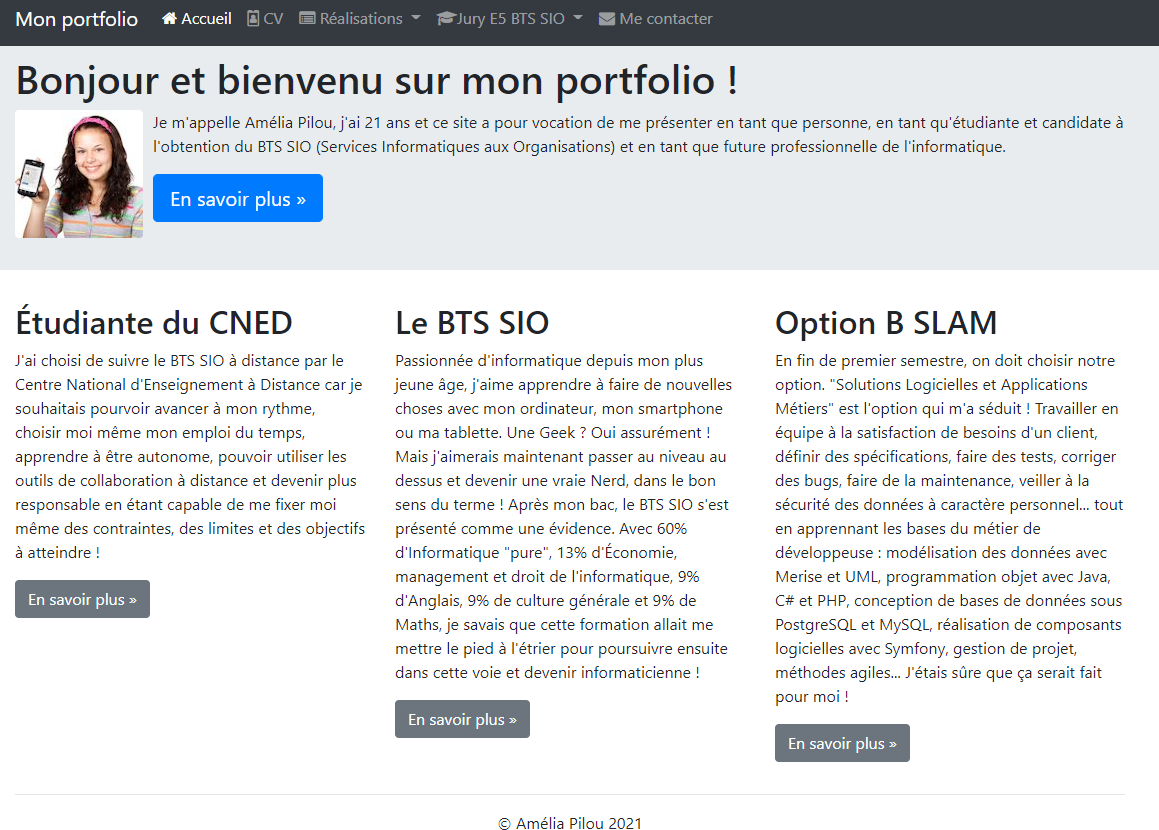 Mon portfolio Accueil CV Réalisations Jury E5 BTS SIO Me contacter
Bonjour et bienvenu sur mon portfolio !
Je m'appelle Amélia Pilou, j'ai 21 ans et ce site a pour vocation de me présenter en tant que personne, en tant qu'étudiante et candidate à
l'obtention du BTS SIO (Services Informatiques aux Organisations) et en tant que future professionnelle de l'informatique.
En savoir plus »
Étudiante du CNED
J'ai choisi de suivre le BTS SIO à distance par le
Centre National d'Enseignement à Distance car je
souhaitais pourvoir avancer à mon rythme,
choisir moi même mon emploi du temps,
apprendre à être autonome, pouvoir utiliser les
outils de collaboration à distance et devenir plus
responsable en étant capable de me fixer moi
même des contraintes, des limites et des objectifs
à atteindre !
En savoir plus »
Le BTS SIO
Passionnée d'informatique depuis mon plus
jeune âge, j'aime apprendre à faire de nouvelles
choses avec mon ordinateur, mon smartphone
ou ma tablette. Une Geek ? Oui assurément !
Mais j'aimerais maintenant passer au niveau au
dessus et devenir une vraie Nerd, dans le bon
sens du terme ! Après mon bac, le BTS SIO s'est
présenté comme une évidence. Avec 60%
d'Informatique "pure", 13% d'Économie,
management et droit de l'informatique, 9%
d'Anglais, 9% de culture générale et 9% de
Maths, je savais que cette formation allait me
mettre le pied à l'étrier pour poursuivre ensuite
dans cette voie et devenir informaticienne !
En savoir plus »
Option B SLAM
En fin de premier semestre, on doit choisir notre
option. "Solutions Logicielles et Applications
Métiers" est l'option qui m'a séduit ! Travailler en
équipe à la satisfaction de besoins d'un client,
définir des spécifications, faire des tests, corriger
des bugs, faire de la maintenance, veiller à la
sécurité des données à caractère personnel... tout
en apprennant les bases du métier de
développeuse : modélisation des données avec
Merise et UML, programmation objet avec Java,
C# et PHP, conception de bases de données sous
PostgreSQL et MySQL, réalisation de composants
logicielles avec Symfony, gestion de projet,
méthodes agiles... J'étais sûre que ça serait fait
pour moi !
En savoir plus »
© Amélia Pilou 2021